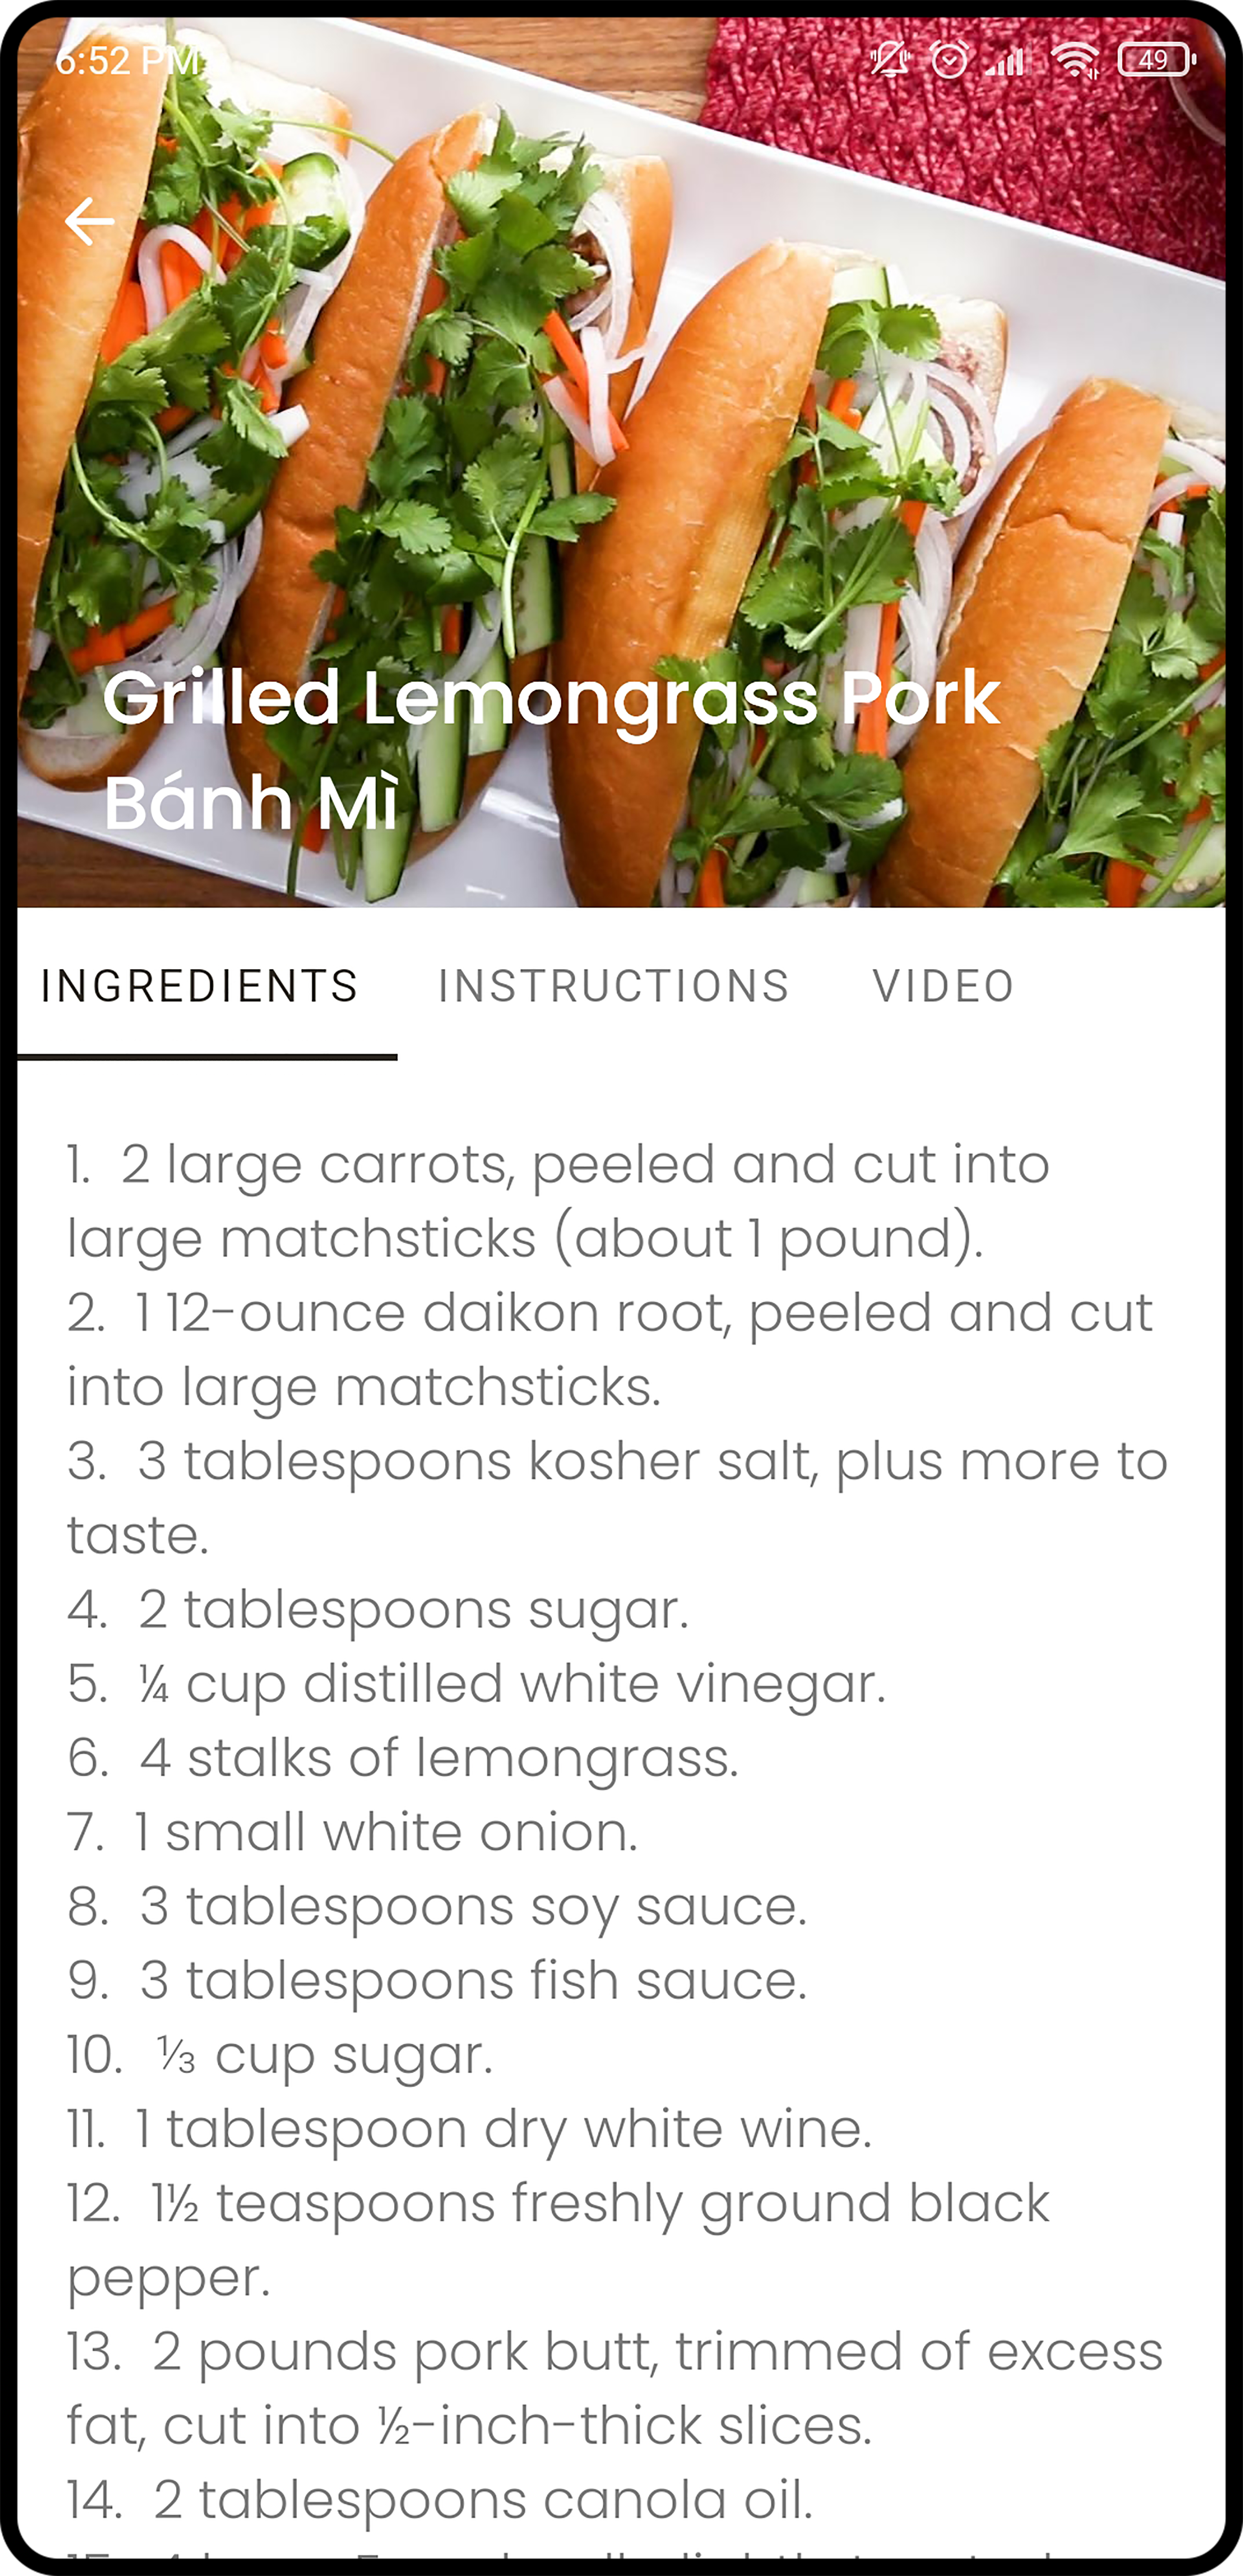 6:52 PM
49
Grilled Lemongrass Pork
Bánh Mì
INGREDIENTS INSTRUCTIONS VIDEO
1. 2 large carrots, peeled and cut into
large matchsticks (about 1 pound).
2. 1 12-ounce daikon root, peeled and cut
into large matchsticks.
3. 3 tablespoons kosher salt, plus more to
taste.
4. 2 tablespoons sugar.
5. ¼ cup distilled white vinegar.
6. 4 stalks of lemongrass.
7. 1 small white onion.
8. 3 tablespoons soy sauce.
9. 3 tablespoons fish sauce.
10. ⅓ cup sugar.
11. 1 tablespoon dry white wine.
12. 1½ teaspoons freshly ground black
pepper.
13. 2 pounds pork butt, trimmed of excess
fat, cut into ½-inch-thick slices.
14. 2 tablespoons canola oil.